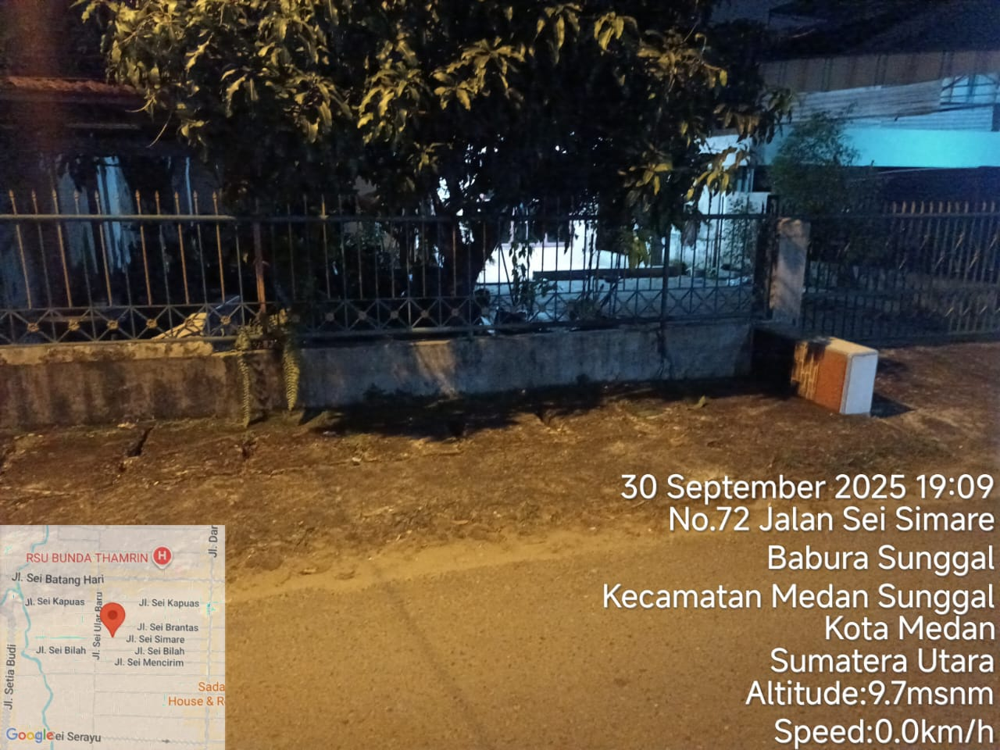 30 September 2025 19:09
No.72 Jalan Sei Simare
Babura Sunggal
Kecamatan Medan Sunggal
Kota Medan
Sumatera Utara
Altitude:9.7msnm
Speed:0.0km/h
RSU BUNDA THAMRIN
H
Jl. Dar
Jl. Sei Batang Hari
Jl. Sei Kapuas
Jl. Sei Kapuas
Jl. Sei Ular Baru
Jl. Sei Brantas
Jl. Sei Simare
Jl. Sei Bilah
Jl. Sei Bilah
Jl. Sei Mencirim
Jl. Setia Budi
Sada
House & R
Google
ei Serayu